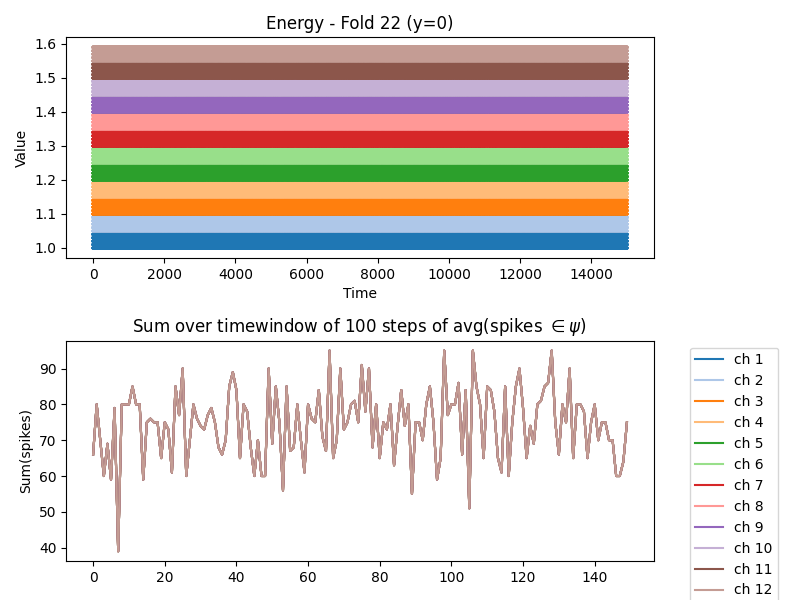 Energy - Fold 22 (y=0)
1.6
1.5
1.4
1.3
1.2
1.1
1.0
Value
0 2000 4000 6000 8000 10000 12000 14000
Time
Sum over timewindow of 100 steps of avg(spikes ∈ ψ)
90
80
70
60
50
40
Sum(spikes)
0 20 40 60 80 100 120 140
ch 1
ch 2
ch 3
ch 4
ch 5
ch 6
ch 7
ch 8
ch 9
ch 10
ch 11
ch 12